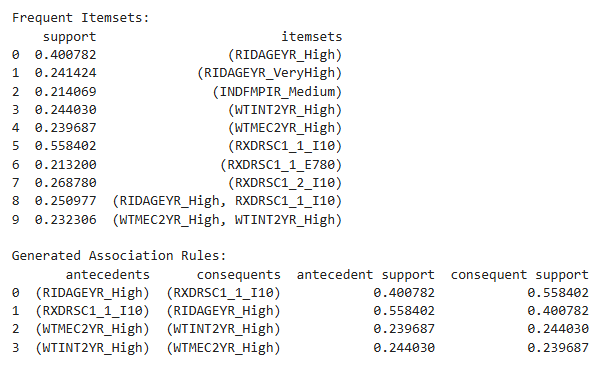 Frequent Itemsets:
    support                     itemsets
0  0.400782              (RIDAGEYR_High)
1  0.241424          (RIDAGEYR_VeryHigh)
2  0.214069            (INDFMPIR_Medium)
3  0.244030              (WTINT2YR_High)
4  0.239687              (WTMEC2YR_High)
5  0.558402              (RXDRSC1_1_I10)
6  0.213200             (RXDRSC1_1_E780)
7  0.268780              (RXDRSC1_2_I10)
8  0.250977  (RIDAGEYR_High, RXDRSC1_1_I10)
9  0.232306  (WTMEC2YR_High, WTINT2YR_High)
Generated Association Rules:
       antecedents      consequents  antecedent support  consequent support
0  (RIDAGEYR_High)  (RXDRSC1_1_I10)            0.400782            0.558402
1  (RXDRSC1_1_I10)  (RIDAGEYR_High)            0.558402            0.400782
2  (WTMEC2YR_High)  (WTINT2YR_High)            0.239687            0.244030
3  (WTINT2YR_High)  (WTMEC2YR_High)            0.244030            0.239687